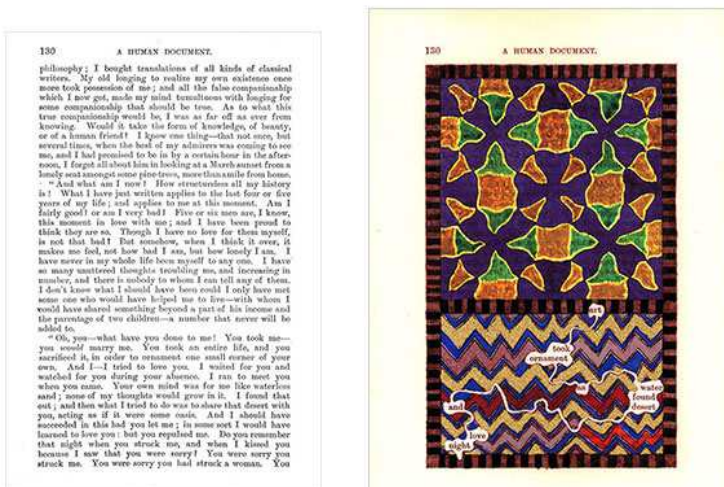 130
A HUMAN DOCUMENT.
philosophy; I bought translations of all kinds of classical
writers. My old longing to realize my own existence once
more took possession of me; and all the false companionship
which I now got, made my mind tumultuous with longing for
some companionship that should be true. As to what this
true companionship would be, I was as far off as ever from
knowing. Would it take the form of knowledge, of beauty,
or of a human friend? I know one thing—that not once, but
several times, when the best of my admirers was coming to see
me, and I had promised to be in by a certain hour in the after-
noon, I forgot all about him in looking at a March sunset from a
lonely seat amongst some pine-trees, more than a mile from home.
"And what am I now? How structureless all my history
is! What I have just written applies to the last four or five
years of my life; and applies to me at this moment. Am I
fairly good? or am I very bad? Five or six men are, I know,
this moment in love with me; and I have been proud to
think they are so. Though I have no love for them myself,
is not that bad? But somehow, when I think it over, it
makes me feel, not how bad I am, but how lonely I am. I
have never in my whole life been myself to any one. I have
so many unuttered thoughts troubling me, and increasing in
number, and there is nobody to whom I can tell any of them.
I don't know what I should have been could I only have met
some one who would have helped me to live—with whom I
could have shared something beyond a part of his income and
the parentage of two children—a number that never will be
added to.
"Oh, you—what have you done to me! You took me—
you would marry me. You took an entire life, and you
sacrificed it, in order to ornament one small corner of your
own. And I—I tried to love you. I waited for you and
watched for you during your absence. I ran to meet you
when you came. Your own mind was for me like waterless
sand; none of my thoughts would grow in it. I found that
out; and then what I tried to do was to share that desert with
you, acting as if it were some oasis. And I should have
succeeded in this had you let me; in some sort I would have
learned to love you: but you repulsed me. Do you remember
that night when you struck me, and when I kissed you
because I saw that you were sorry? You were sorry you
struck me. You were sorry you had struck a woman. You
130
A HUMAN DOCUMENT.
art
took
ornament
as
water
found
desert
and
love
night